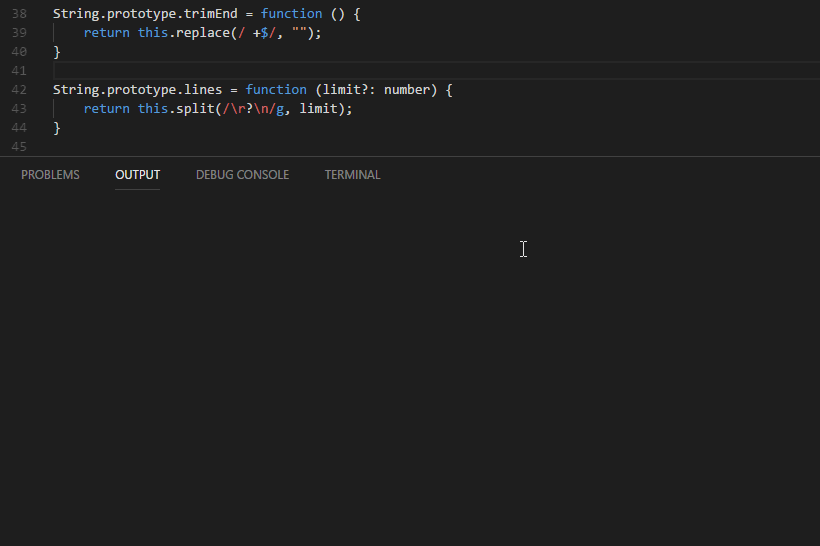 38 String.prototype.trimEnd = function () {
39     return this.replace(/ +$/, "");
40 }
41
42 String.prototype.lines = function (limit?: number) {
43     return this.split(/\r?\n/g, limit);
44 }
45
PROBLEMS OUTPUT DEBUG CONSOLE TERMINAL